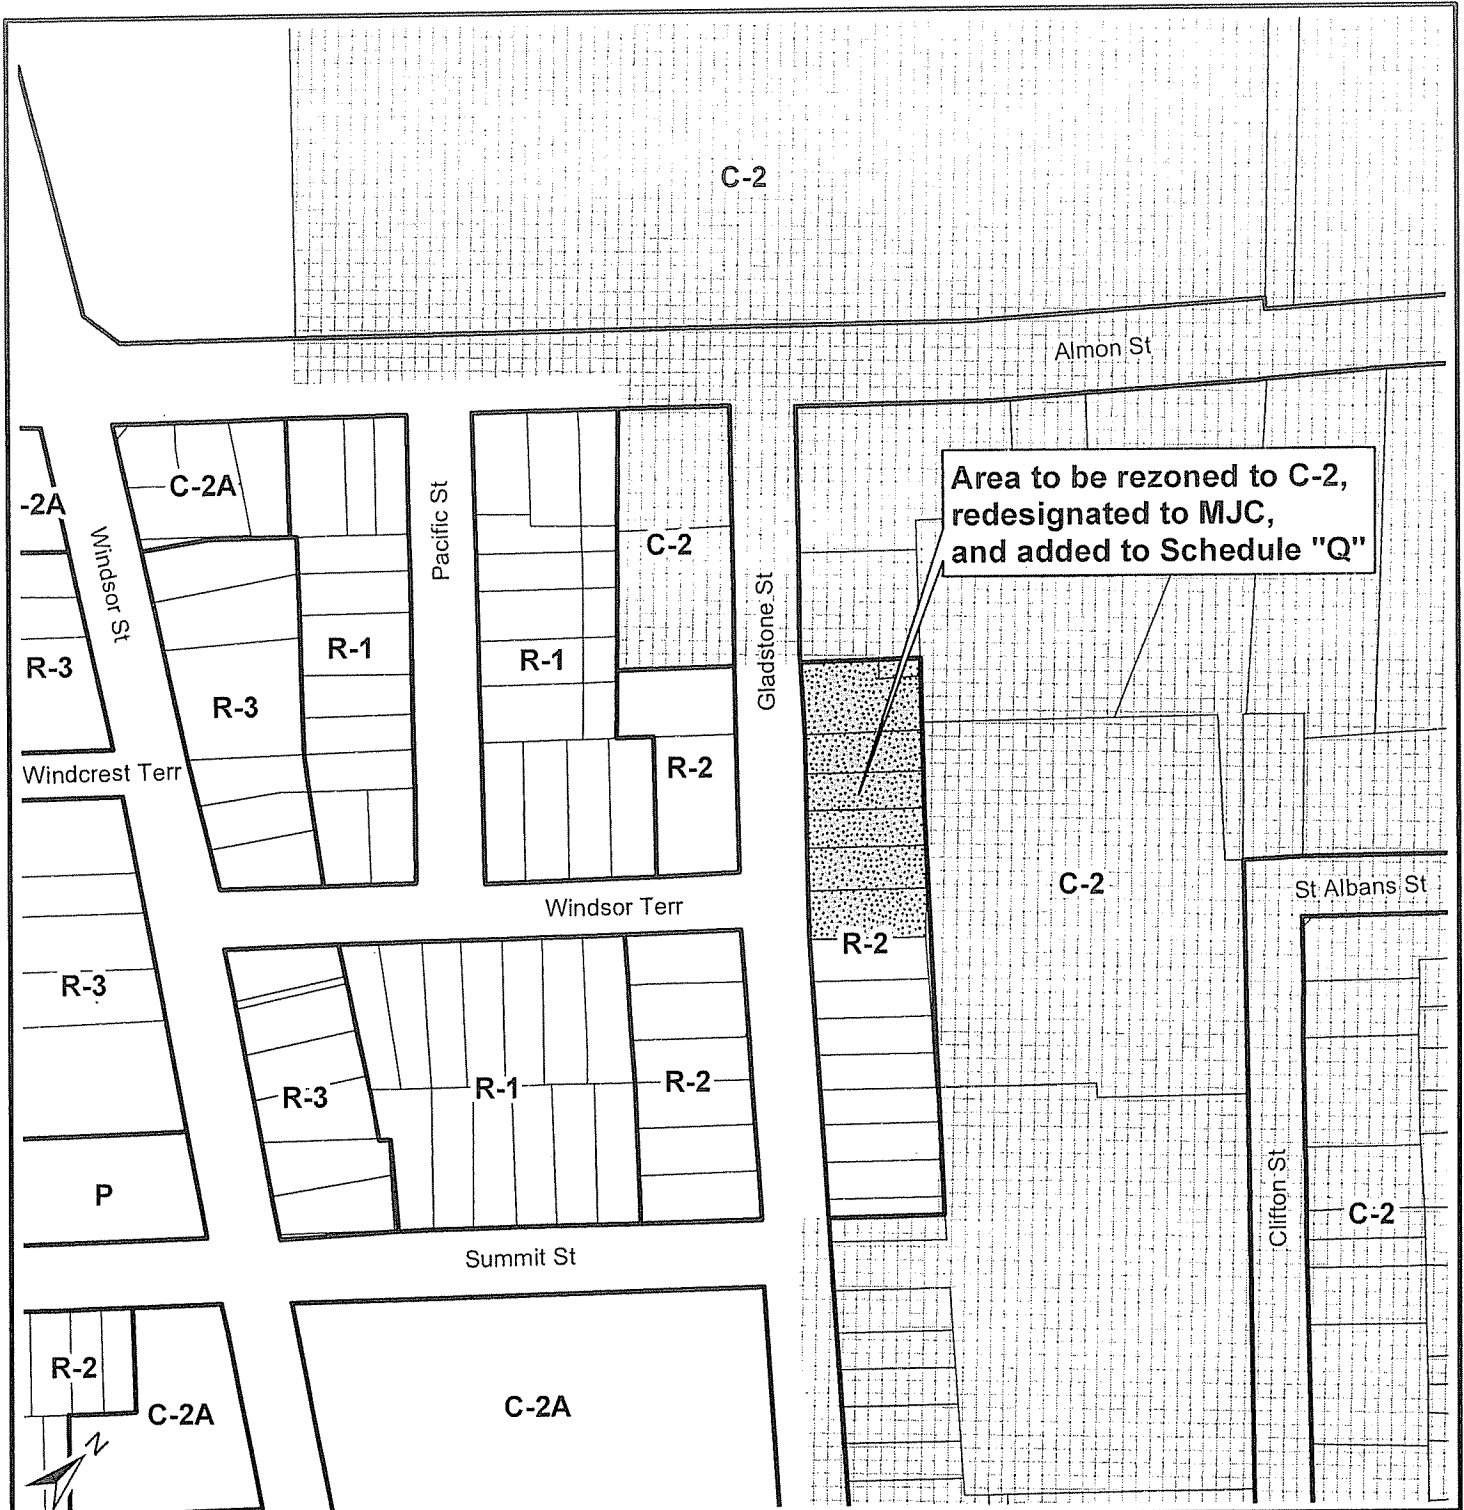 C-2
Almon St
Area to be rezoned to C-2,
redesignated to MJC,
and added to Schedule "Q"
-2A
C-2A
Windsor St
Pacific St
C-2
Gladstone St
R-3
R-3
R-1
R-1
R-2
Windcrest Terr
C-2
St Albans St
Windsor Terr
R-2
R-3
R-3
R-1
R-2
P
Clifton St
C-2
Summit St
R-2
C-2A
C-2A
N